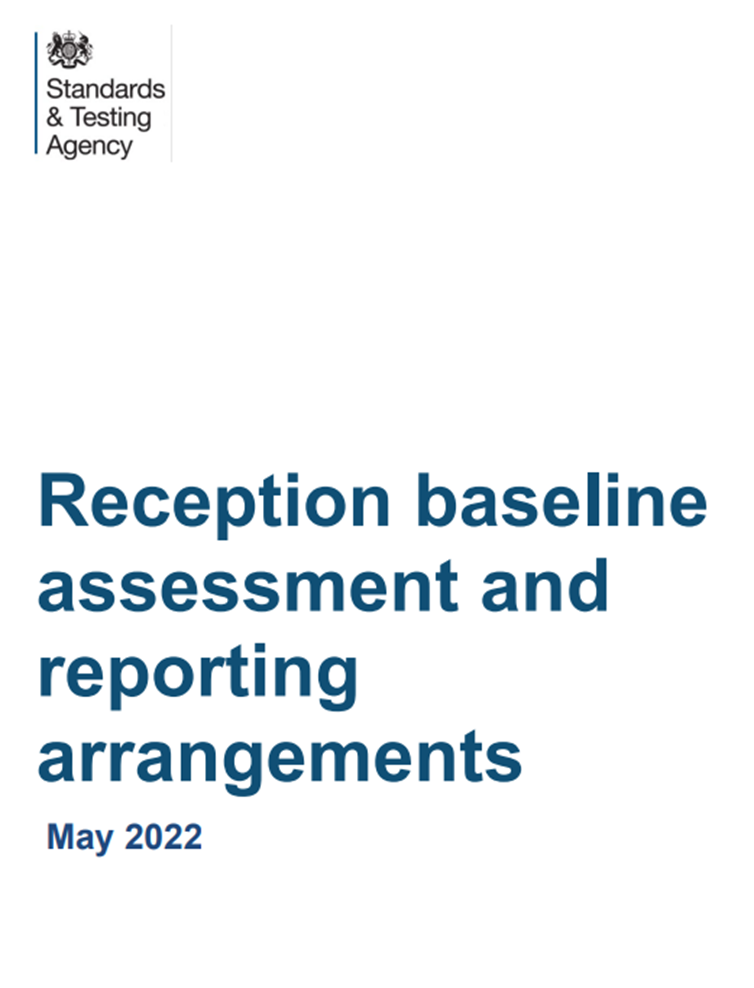 Standards
& Testing
Agency
Reception baseline
assessment and
reporting
arrangements
May 2022